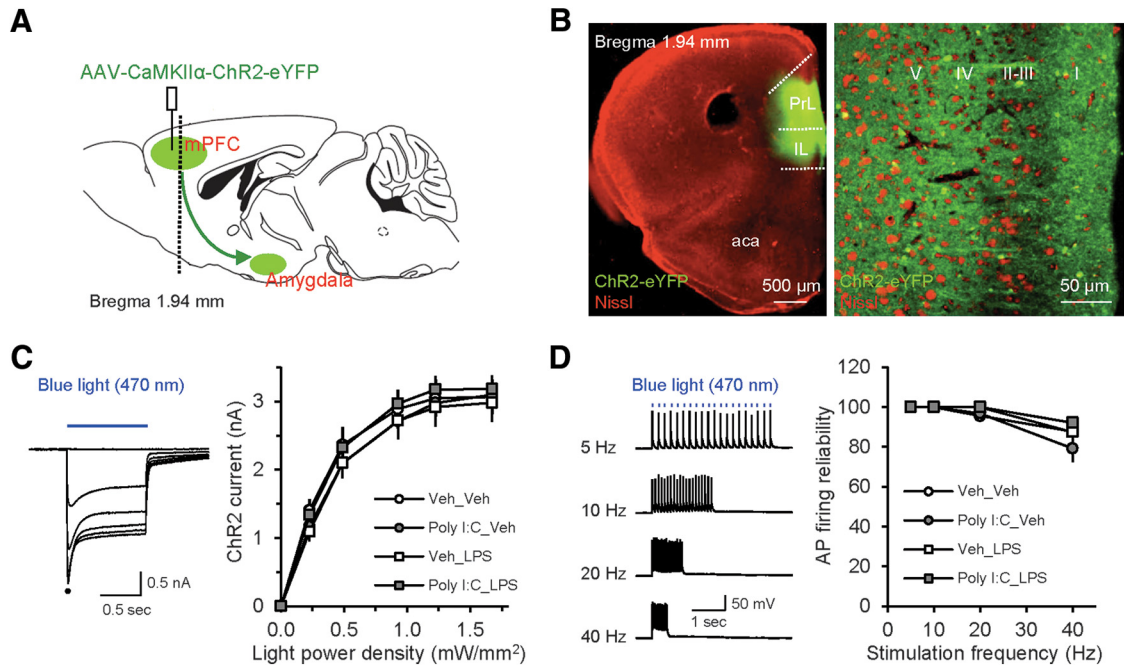 A
AAV-CaMKIIα-ChR2-eYFP
mPFC
Amygdala
Bregma 1.94 mm
B
Bregma 1.94 mm
PrL
IL
aca
ChR2-eYFP
Nissl
500 µm
V
IV
II-III
I
ChR2-eYFP
Nissl
50 µm
C
Blue light (470 nm)
0.5 nA
0.5 sec
ChR2 current (nA)
3
2
1
0
0.0
0.5
1.0
1.5
Light power density (mW/mm²)
Veh_Veh
Poly I:C_Veh
Veh_LPS
Poly I:C_LPS
D
Blue light (470 nm)
5 Hz
10 Hz
20 Hz
40 Hz
50 mV
1 sec
AP firing reliability
120
100
80
60
40
20
0
0
10
20
30
40
Stimulation frequency (Hz)
Veh_Veh
Poly I:C_Veh
Veh_LPS
Poly I:C_LPS